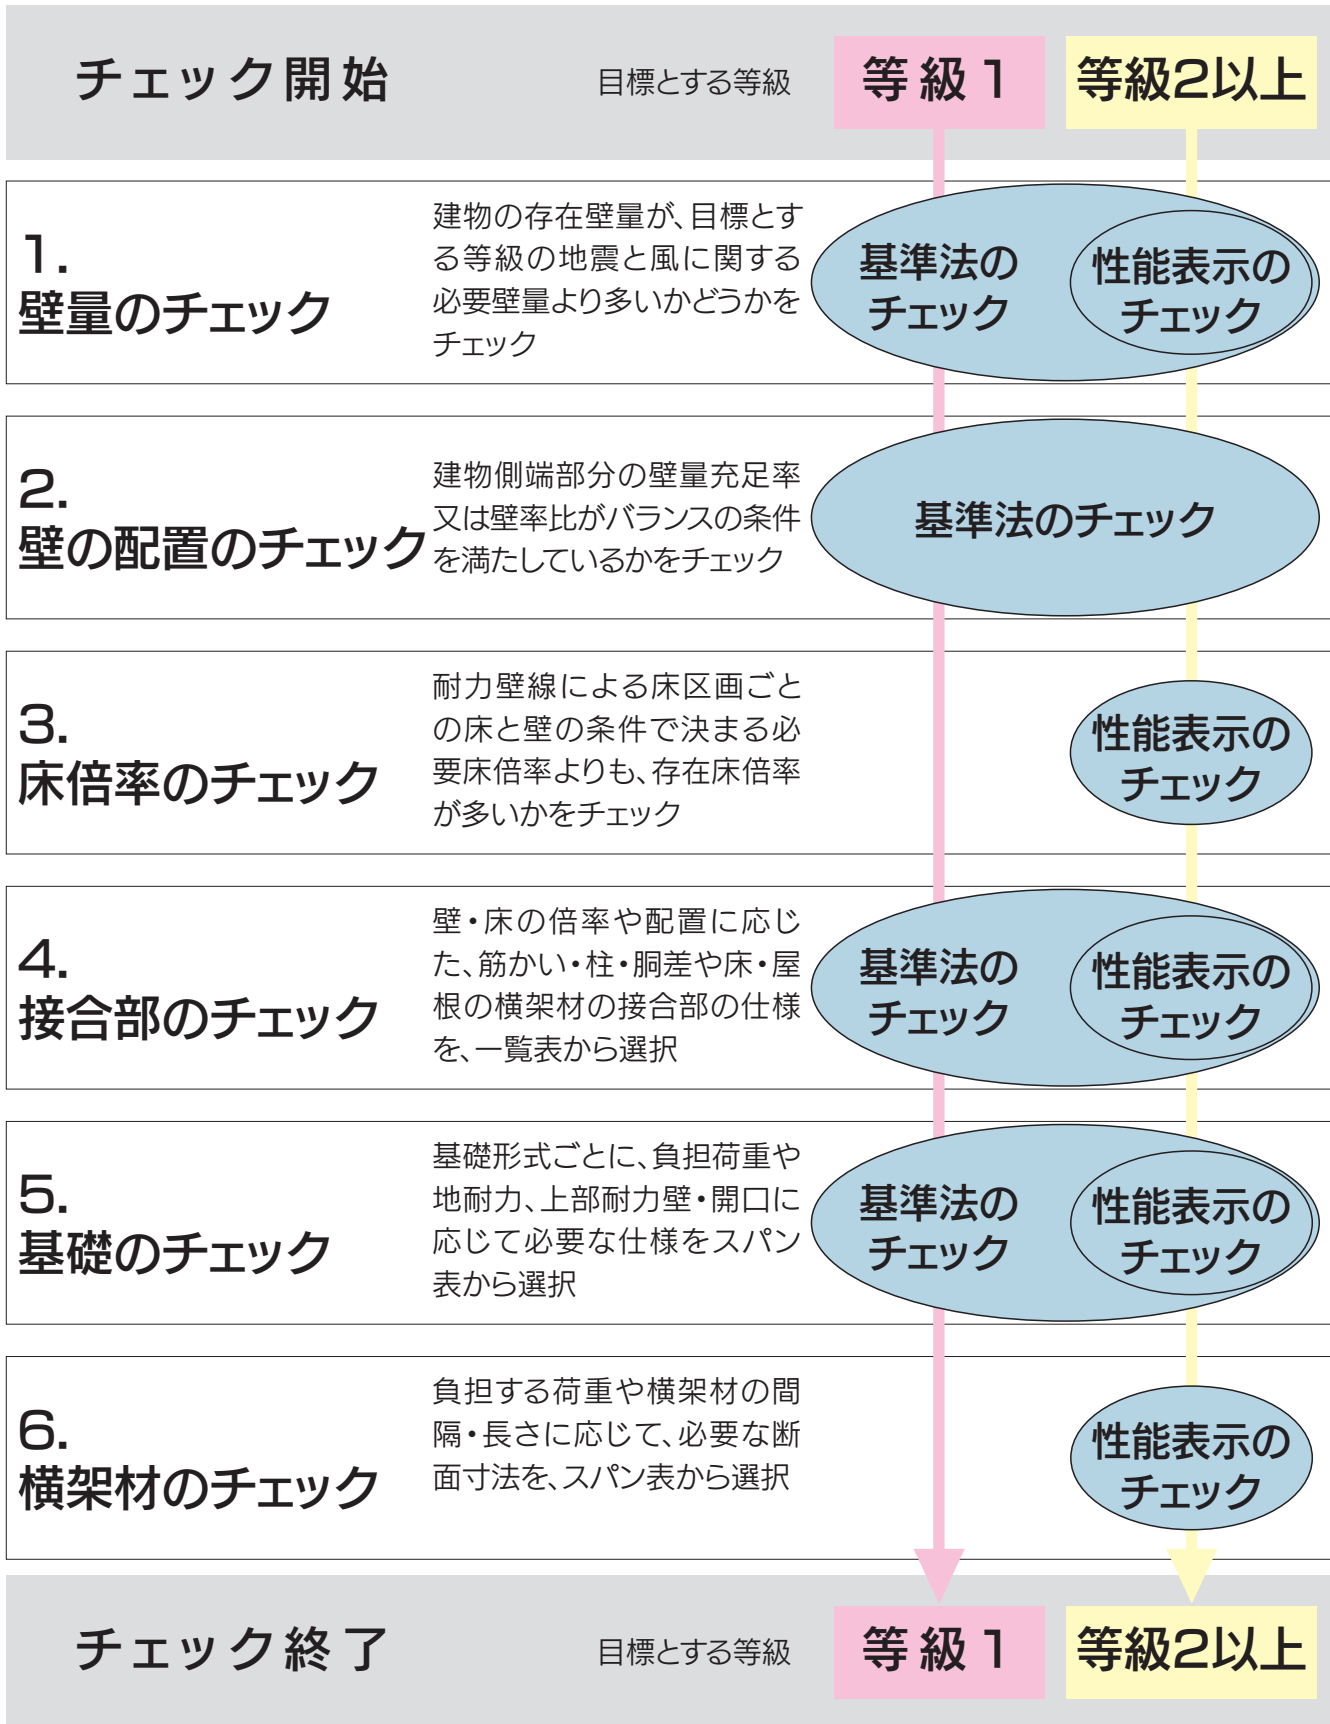 チェック開始
目標とする等級
等級1
等級2以上
1.
壁量のチェック
建物の存在壁量が、目標とす
る等級の地震と風に関する
必要壁量より多いかどうかを
チェック
基準法の
チェック
性能表示の
チェック
2.
壁の配置のチェック
建物側端部分の壁量充足率
又は壁率比がバランスの条件
を満たしているかをチェック
基準法のチェック
3.
床倍率のチェック
耐力壁線による床区画ごと
の床と壁の条件で決まる必
要床倍率よりも、存在床倍率
が多いかをチェック
性能表示の
チェック
4.
接合部のチェック
壁・床の倍率や配置に応じ
た、筋かい・柱・胴差や床・屋
根の横架材の接合部の仕様
を、一覧表から選択
基準法の
チェック
性能表示の
チェック
5.
基礎のチェック
基礎形式ごとに、負担荷重や
地耐力、上部耐力壁・開口に
応じて必要な仕様をスパン
表から選択
基準法の
チェック
性能表示の
チェック
6.
横架材のチェック
負担する荷重や横架材の間
隔・長さに応じて、必要な断
面寸法を、スパン表から選択
性能表示の
チェック
チェック終了
目標とする等級
等級1
等級2以上